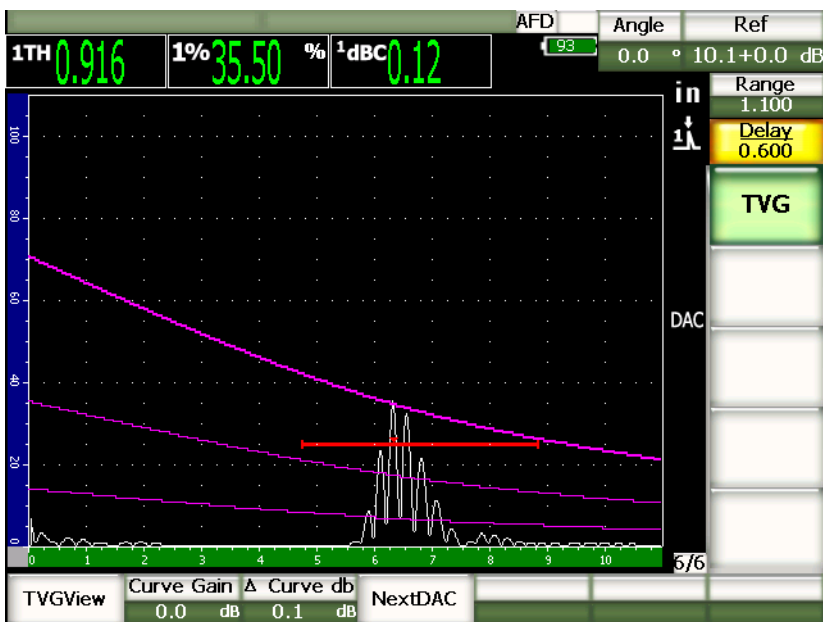 AFD
Angle Ref
93
0.0 ° 10.1+0.0 dB
1TH 0.916 1% 35.50 % 1dBC 0.12
in
Range
1.100
1
Delay
0.600
TVG
DAC
100
80
60
40
20
0
0 1 2 3 4 5 6 7 8 9 10
6/6
TVGView
Curve Gain Δ Curve db
0.0 dB 0.1 dB
NextDAC